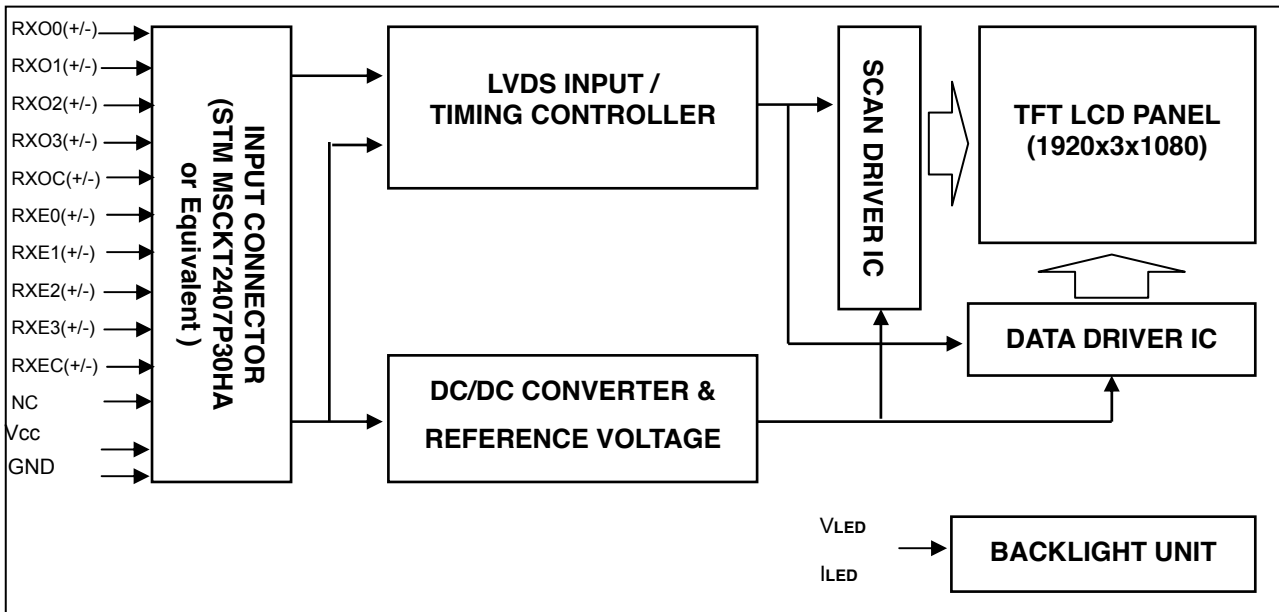 RXO0(+/-)
RXO1(+/-)
RXO2(+/-)
RXO3(+/-)
RXOC(+/-)
RXE0(+/-)
RXE1(+/-)
RXE2(+/-)
RXE3(+/-)
RXEC(+/-)
NC
Vcc
GND
INPUT CONNECTOR
(STM MSCKT2407P30HA
or Equivalent )
LVDS INPUT /
TIMING CONTROLLER
DC/DC CONVERTER &
REFERENCE VOLTAGE
SCAN DRIVER IC
TFT LCD PANEL
(1920x3x1080)
DATA DRIVER IC
VLED
ILED
BACKLIGHT UNIT